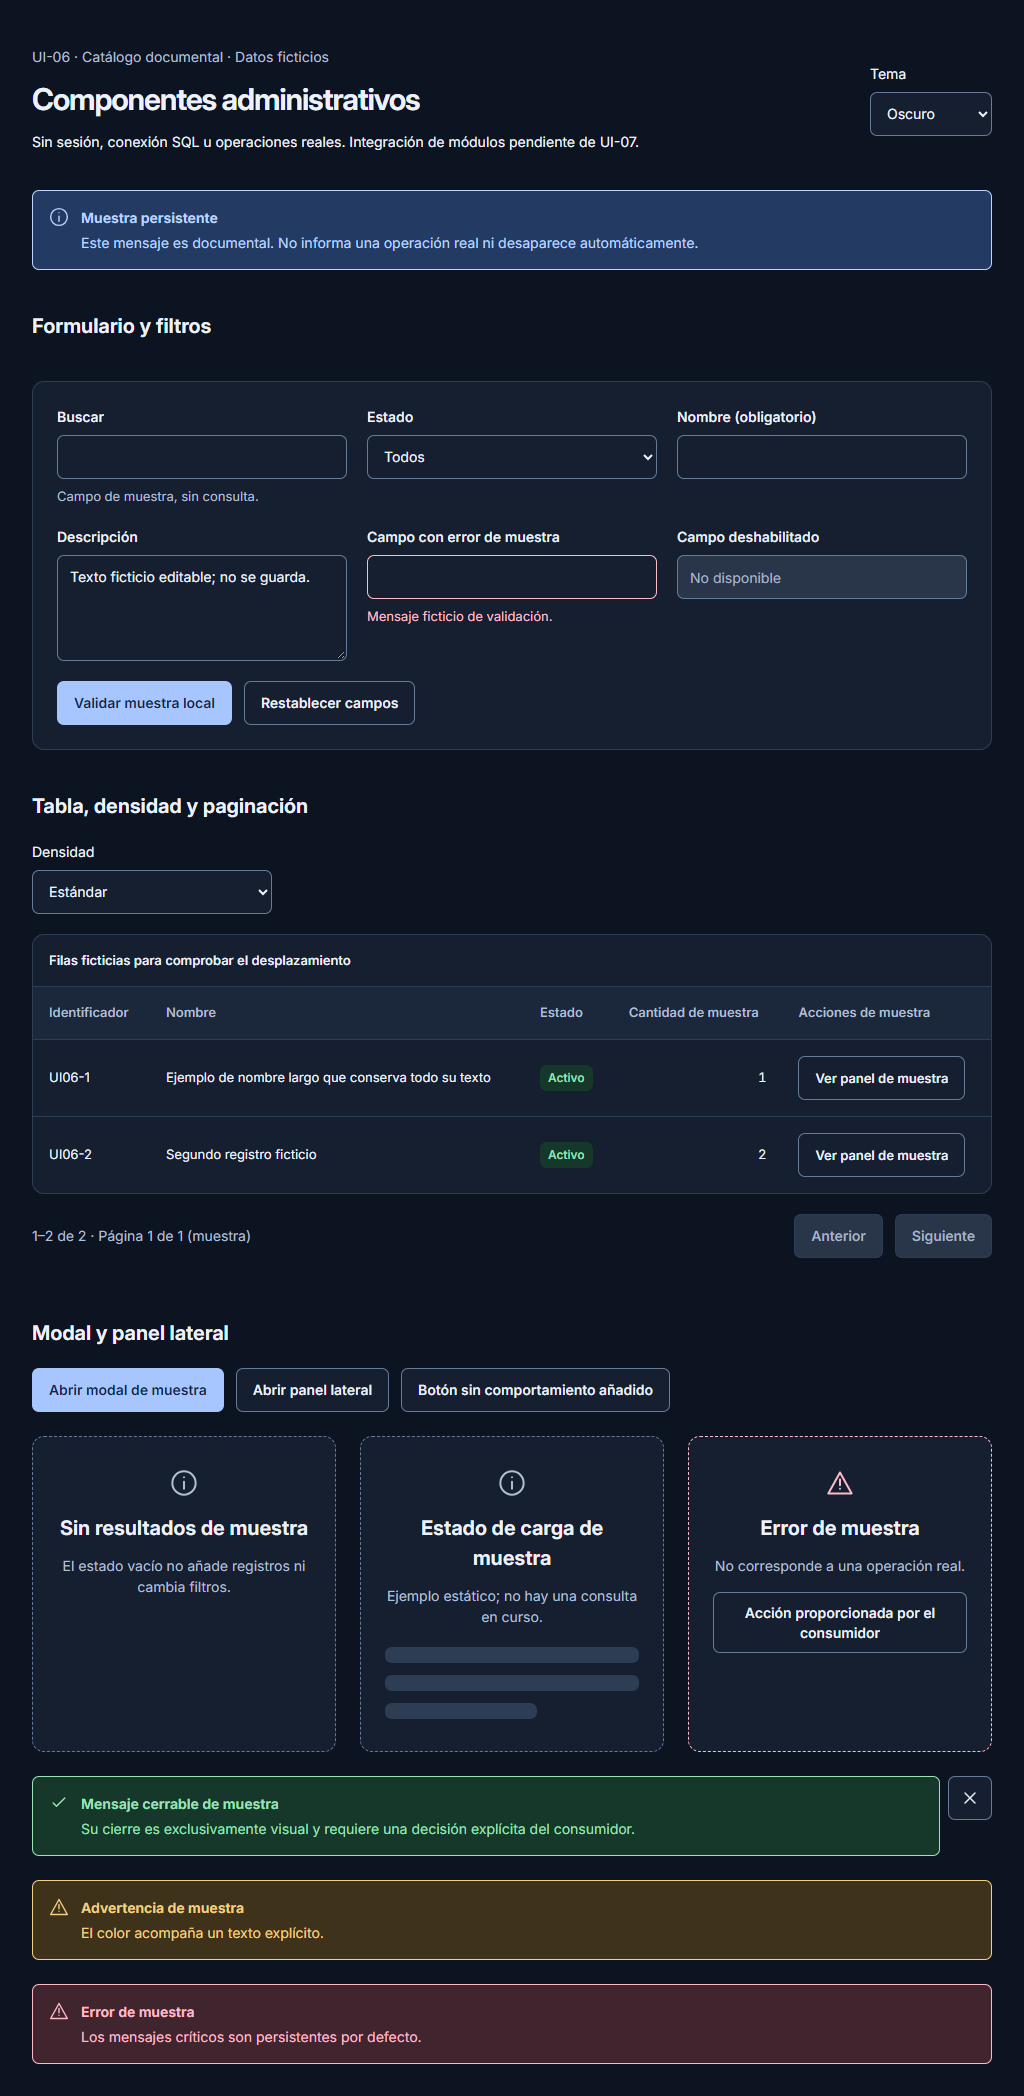 UI-06 · Catálogo documental · Datos ficticios
Componentes administrativos
Sin sesión, conexión SQL u operaciones reales. Integración de módulos pendiente de UI-07.
Tema
Oscuro
Muestra persistente
Este mensaje es documental. No informa una operación real ni desaparece automáticamente.
Formulario y filtros
Buscar
Campo de muestra, sin consulta.
Estado
Todos
Nombre (obligatorio)
Descripción
Texto ficticio editable; no se guarda.
Campo con error de muestra
Mensaje ficticio de validación.
Campo deshabilitado
No disponible
Validar muestra local
Restablecer campos
Tabla, densidad y paginación
Densidad
Estándar
Filas ficticias para comprobar el desplazamiento
Identificador Nombre Estado Cantidad de muestra Acciones de muestra
UI06-1 Ejemplo de nombre largo que conserva todo su texto Activo 1 Ver panel de muestra
UI06-2 Segundo registro ficticio Activo 2 Ver panel de muestra
1–2 de 2 · Página 1 de 1 (muestra)
Anterior
Siguiente
Modal y panel lateral
Abrir modal de muestra
Abrir panel lateral
Botón sin comportamiento añadido
Sin resultados de muestra
El estado vacío no añade registros ni
cambia filtros.
Estado de carga de
muestra
Ejemplo estático; no hay una consulta
en curso.
Error de muestra
No corresponde a una operación real.
Acción proporcionada por el
consumidor
Mensaje cerrable de muestra
Su cierre es exclusivamente visual y requiere una decisión explícita del consumidor.
Advertencia de muestra
El color acompaña un texto explícito.
Error de muestra
Los mensajes críticos son persistentes por defecto.